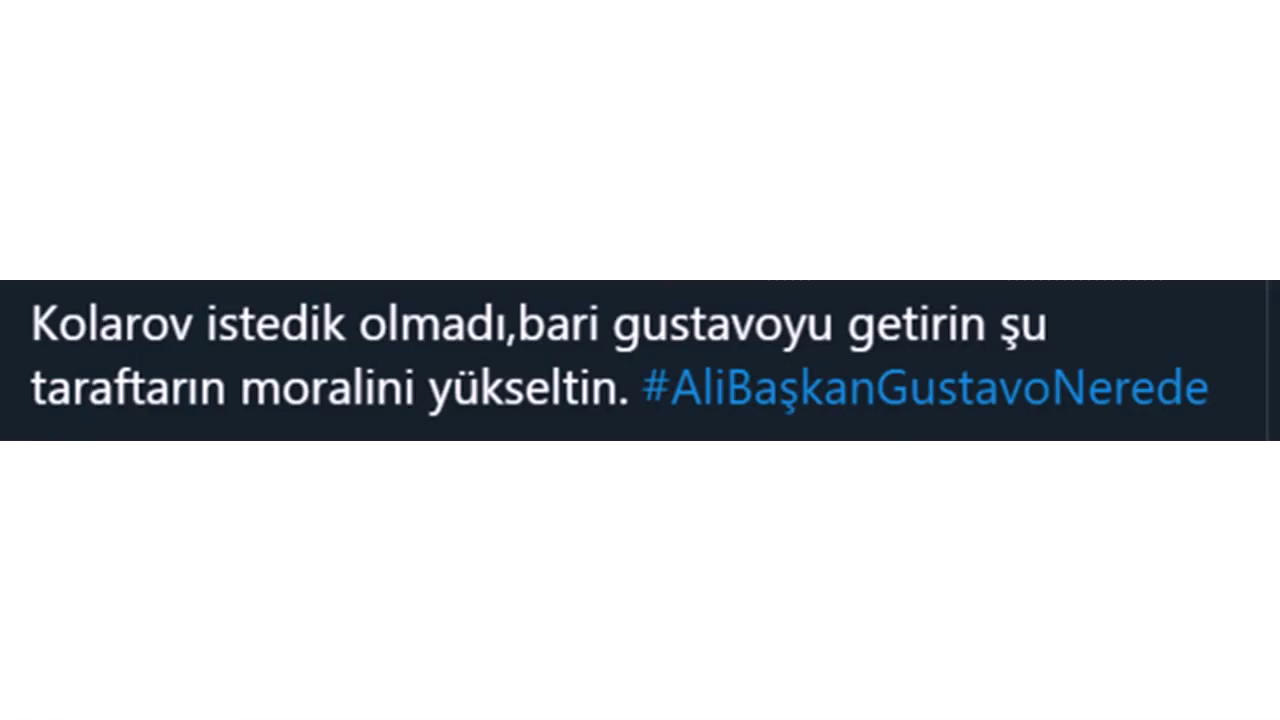 Kolarov istedik olmadı,bari gustavoyu getirin şu
taraftarın moralini yükseltin. #AliBaşkanGustavoNerede